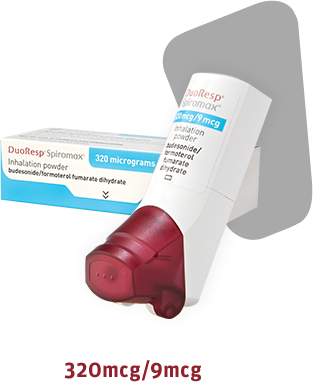 DuoResp® Spiromax®
320 micrograms
Inhalation powder
budesonide/formoterol fumarate dihydrate
DuoResp®
Spiromax®
320 mcg/9 mcg
Inhalation
powder
budesonide/
formoterol
fumarate
dihydrate
320mcg/9mcg